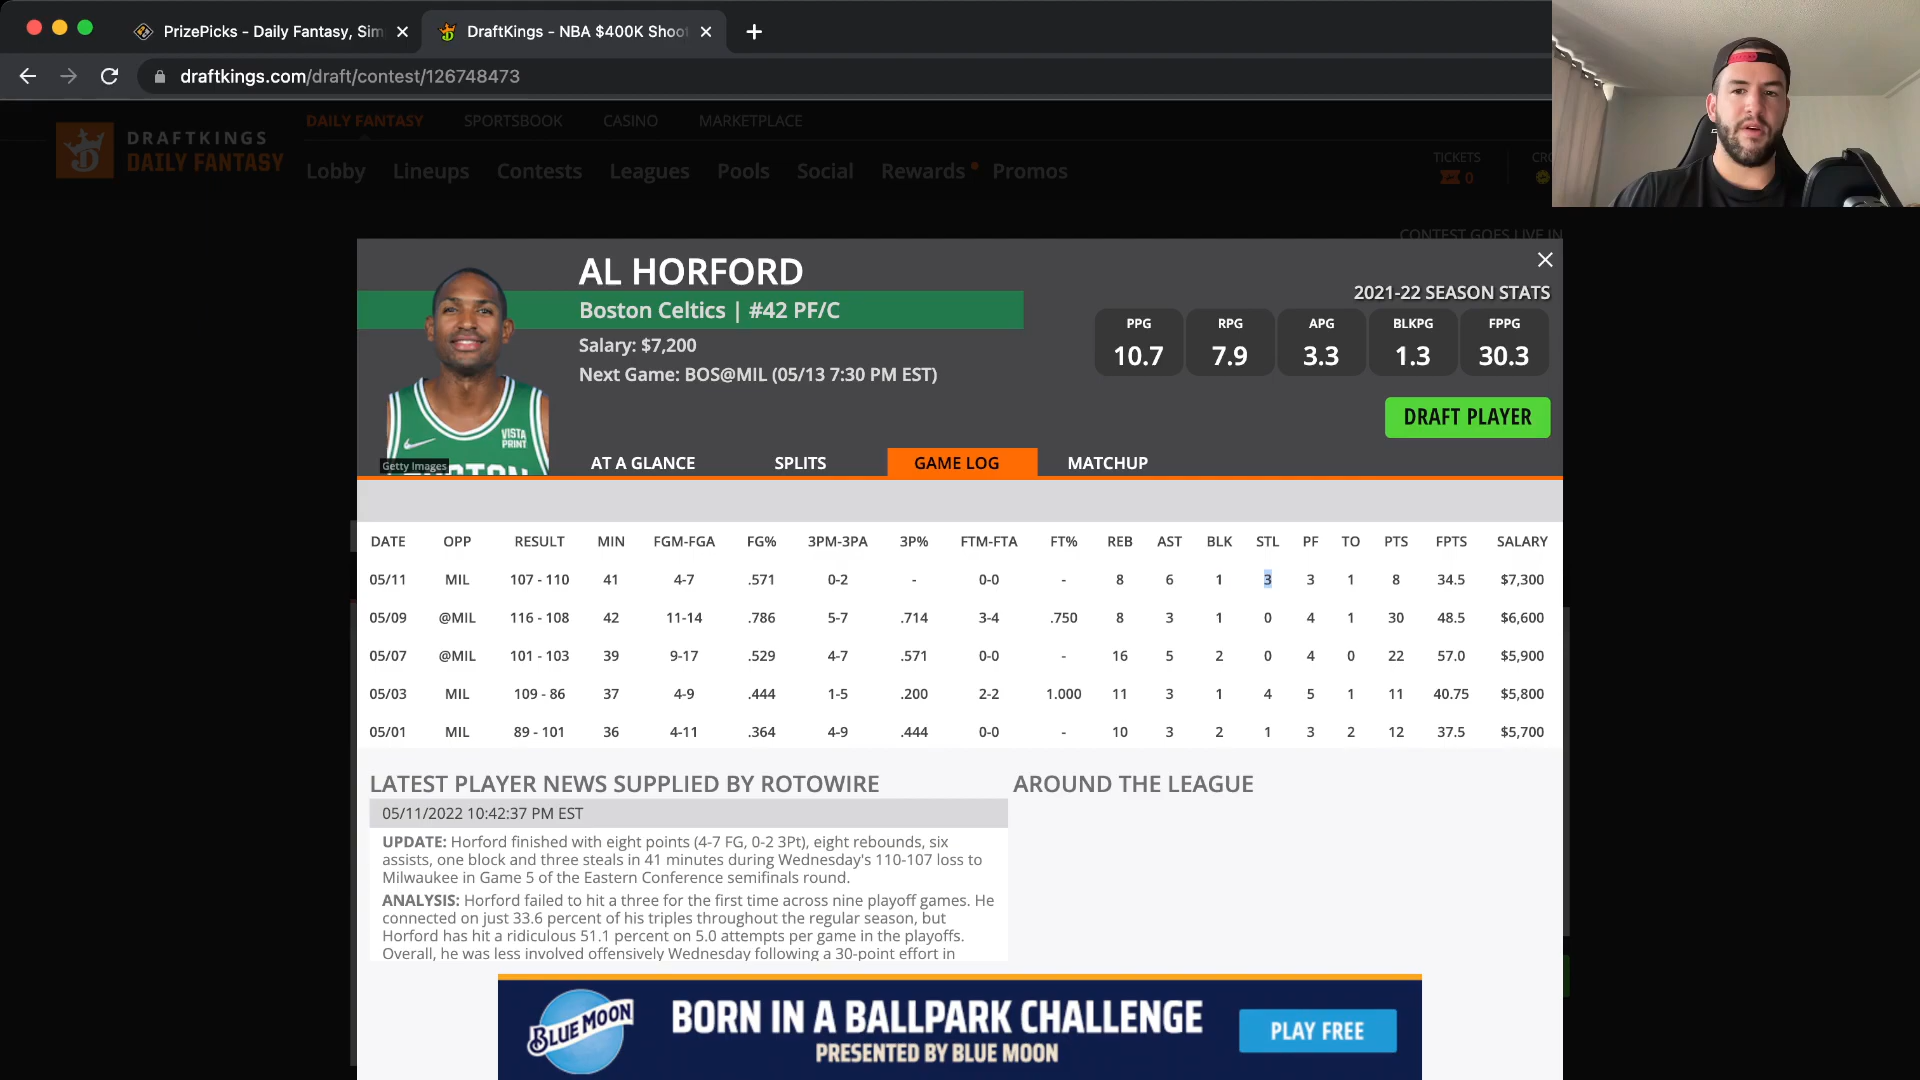 PrizePicks - Daily Fantasy, Sim
DraftKings - NBA $400K Shoo
draftkings.com/draft/contest/126748473
DRAFTKINGS
DAILY FANTASY
DAILY FANTASY SPORTSBOOK CASINO MARKETPLACE
Lobby Lineups Contests Leagues Pools Social Rewards Promos
TICKETS
0
CRO
CONTEST GOES LIVE IN
AL HORFORD
Boston Celtics | #42 PF/C
Salary: $7,200
Next Game: BOS@MIL (05/13 7:30 PM EST)
2021-22 SEASON STATS
PPG RPG APG BLKPG FPPG
10.7 7.9 3.3 1.3 30.3
DRAFT PLAYER
VISTA
PRINT
Getty Images
AT A GLANCE SPLITS GAME LOG MATCHUP
DATE OPP RESULT MIN FGM-FGA FG% 3PM-3PA 3P% FTM-FTA FT% REB AST BLK STL PF TO PTS FPTS SALARY
05/11 MIL 107 - 110 41 4-7 .571 0-2 - 0-0 - 8 6 1 3 3 1 8 34.5 $7,300
05/09 @MIL 116 - 108 42 11-14 .786 5-7 .714 3-4 .750 8 3 1 0 4 1 30 48.5 $6,600
05/07 @MIL 101 - 103 39 9-17 .529 4-7 .571 0-0 - 16 5 2 0 4 0 22 57.0 $5,900
05/03 MIL 109 - 86 37 4-9 .444 1-5 .200 2-2 1.000 11 3 1 4 5 1 11 40.75 $5,800
05/01 MIL 89 - 101 36 4-11 .364 4-9 .444 0-0 - 10 3 2 1 3 2 12 37.5 $5,700
LATEST PLAYER NEWS SUPPLIED BY ROTOWIRE
AROUND THE LEAGUE
05/11/2022 10:42:37 PM EST
UPDATE: Horford finished with eight points (4-7 FG, 0-2 3Pt), eight rebounds, six
assists, one block and three steals in 41 minutes during Wednesday's 110-107 loss to
Milwaukee in Game 5 of the Eastern Conference semifinals round.
ANALYSIS: Horford failed to hit a three for the first time across nine playoff games. He
connected on just 33.6 percent of his triples throughout the regular season, but
Horford has hit a ridiculous 51.1 percent on 5.0 attempts per game in the playoffs.
Overall, he was less involved offensively Wednesday following a 30-point effort in
BLUE MOON
BORN IN A BALLPARK CHALLENGE
PRESENTED BY BLUE MOON
PLAY FREE